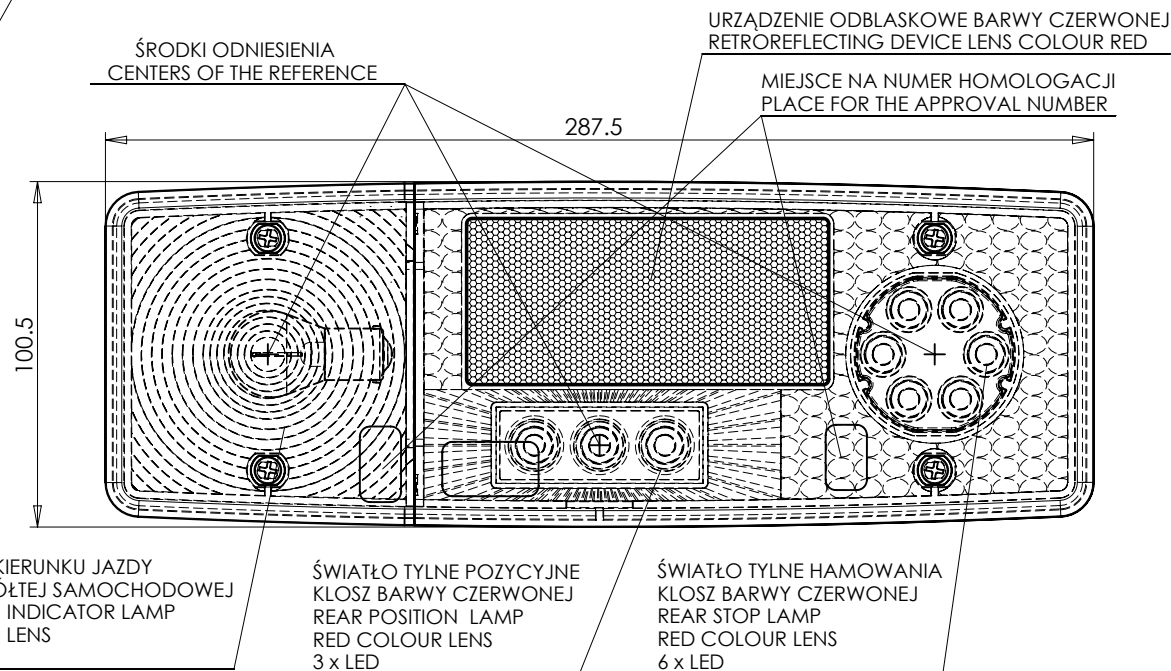 URZĄDZENIE ODBLASKOWE BARWY CZERWONEJ
RETROREFLECTING DEVICE LENS COLOUR RED
ŚRODKI ODNIESIENIA
CENTERS OF THE REFERENCE
MIEJSCE NA NUMER HOMOLOGACJI
PLACE FOR THE APPROVAL NUMBER
287.5
100.5
KIERUNKU JAZDY
ÓŁTEJ SAMOCHODOWEJ
INDICATOR LAMP
LENS
ŚWIATŁO TYLNE POZYCYJNE
KLOSZ BARWY CZERWONEJ
REAR POSITION LAMP
RED COLOUR LENS
3 x LED
ŚWIATŁO TYLNE HAMOWANIA
KLOSZ BARWY CZERWONEJ
REAR STOP LAMP
RED COLOUR LENS
6 x LED